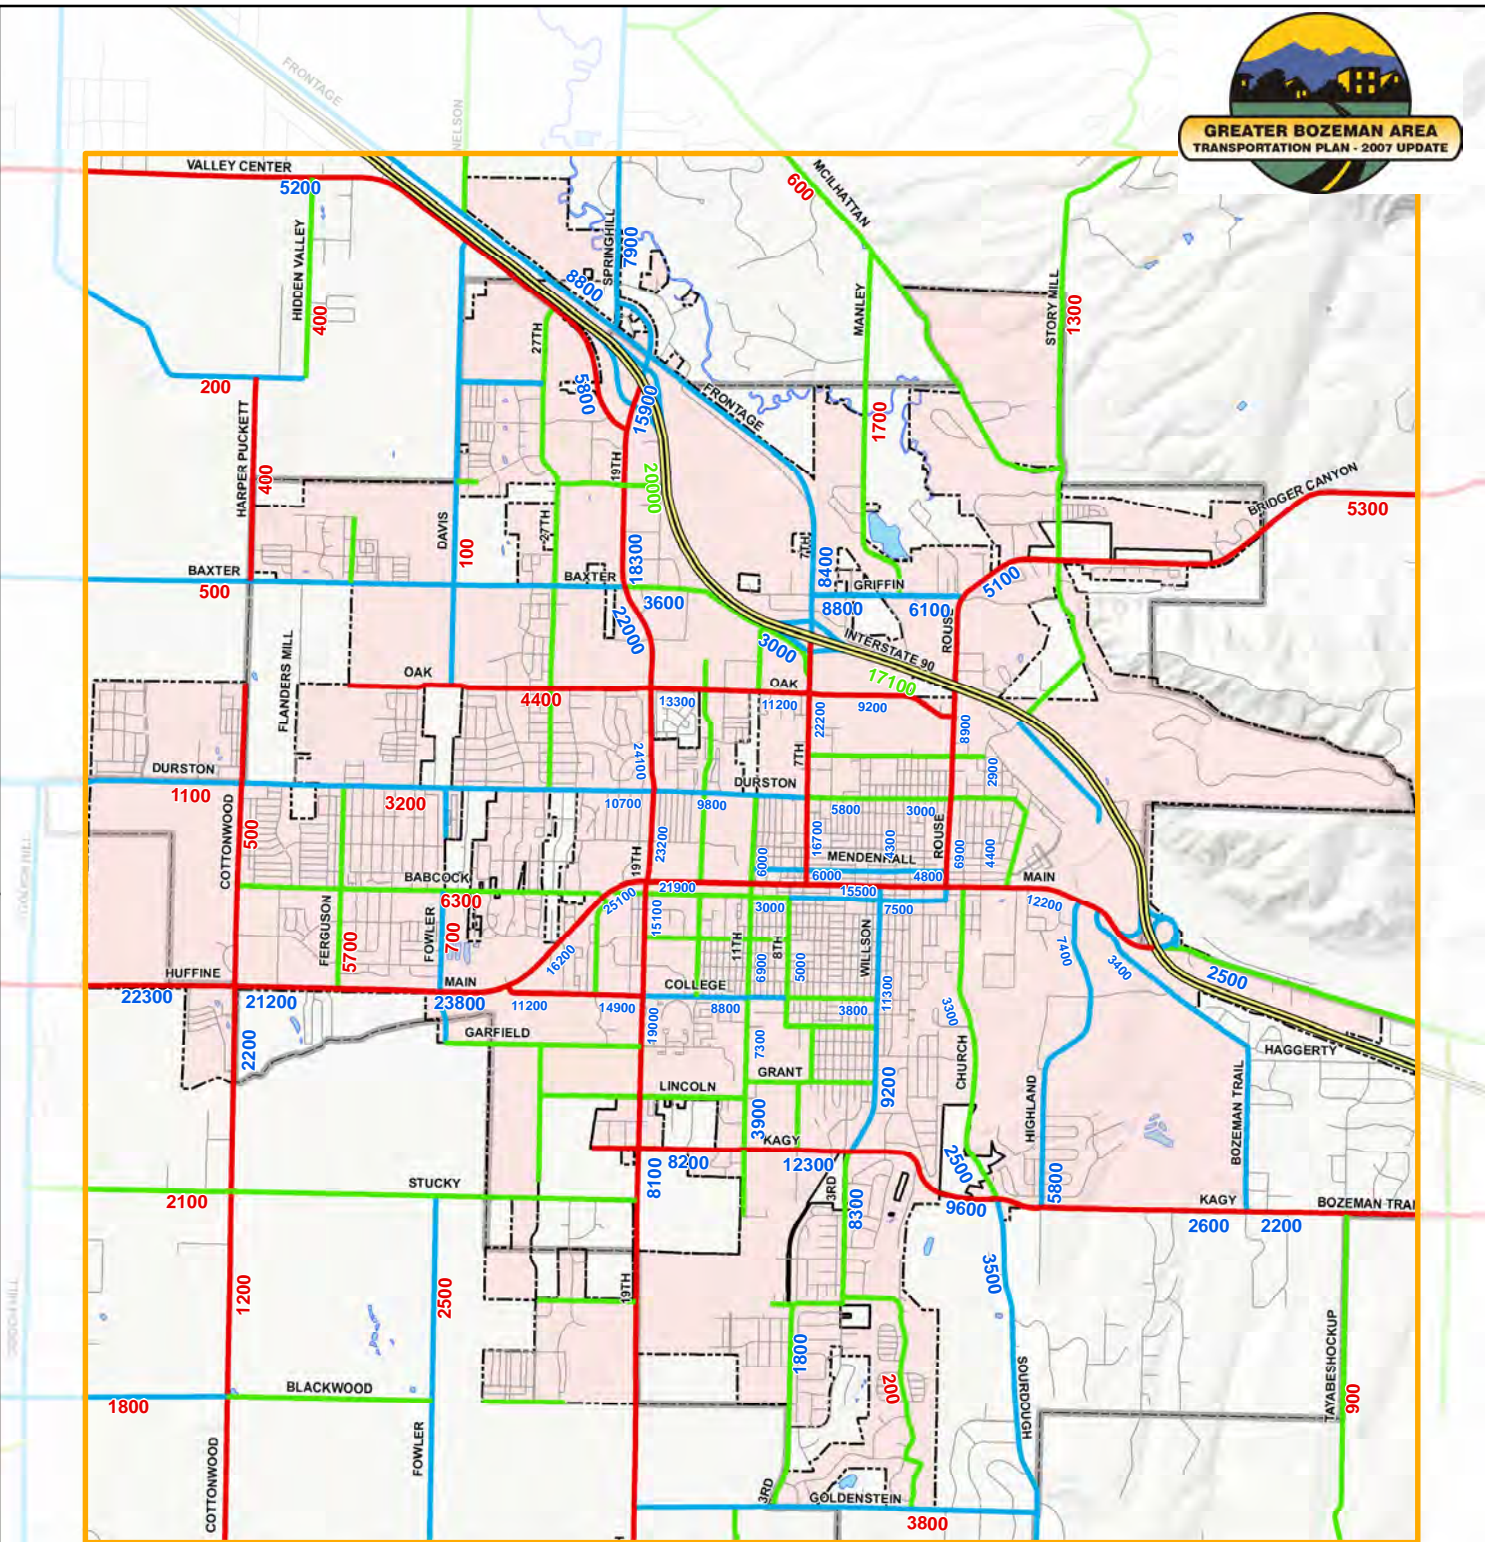 GREATER BOZEMAN AREA
TRANSPORTATION PLAN - 2007 UPDATE
FRONTAGE
NELSON
VALLEY CENTER
5200
MCILHATTAN
600
HIDDEN VALLEY
400
SPRINGHILL
7900
8800
MANLEY
STORY MILL
1300
27TH
200
5800
15900
FRONTAGE
1700
HARPER PUCKETT
400
19TH
20000
BRIDGER CANYON
5300
DAVIS
100
27TH
7TH
8400
18300
BAXTER
500
BAXTER
3600
GRIFFIN
8800
6100
5100
ROUSE
22000
3000
INTERSTATE 90
17100
FLANDERS MILL
OAK
4400
OAK
13300
11200
9200
22200
8900
24100
7TH
2900
DURSTON
1100
3200
DURSTON
10700
9800
5800
3000
COTTONWOOD
500
23200
16700
4300
ROUSE
6900
4400
19TH
6000
MENDENHALL
6000
4800
MAIN
BABCOCK
6300
21900
15500
12200
25100
3000
7500
FERGUSON
5700
FOWLER
700
15100
11TH
8TH
WILLSON
7400
3400
16200
6900
5000
2500
HUFFINE
22300
21200
MAIN
23800
11200
14900
COLLEGE
8800
3800
11300
3300
2200
GARFIELD
19000
7300
CHURCH
HAGGERTY
GRANT
LINCOLN
9200
3900
HIGHLAND
BOZEMAN TRAIL
KAGY
8200
12300
2500
8100
5800
STUCKY
2100
3RD
8300
9600
KAGY
2600
2200
BOZEMAN TRAI
1200
2500
19TH
3500
1800
200
SOURDOUGH
TAYABESHOCKUP
900
BLACKWOOD
1800
COTTONWOOD
FOWLER
3RD
GOLDENSTEIN
3800